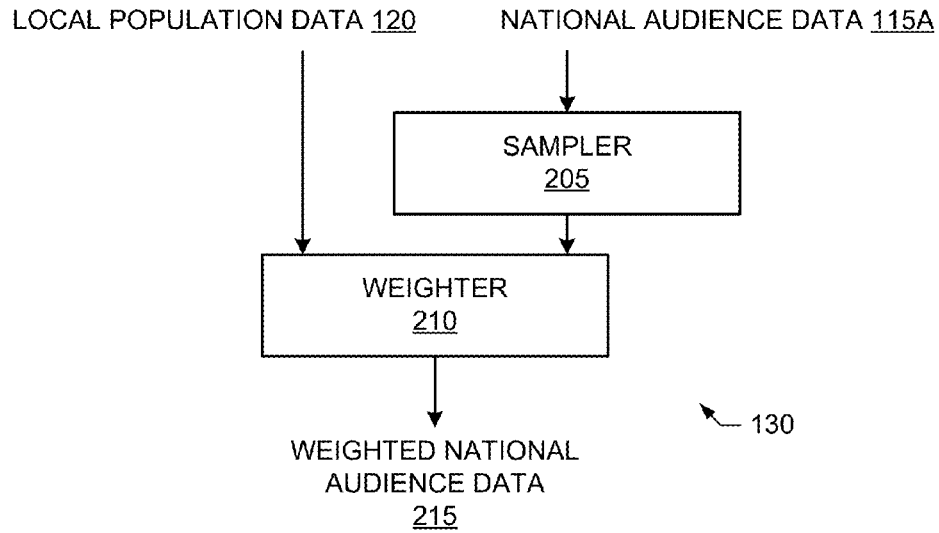 LOCAL POPULATION DATA 120
NATIONAL AUDIENCE DATA 115A
SAMPLER
205
WEIGHTER
210
130
WEIGHTED NATIONAL
AUDIENCE DATA
215